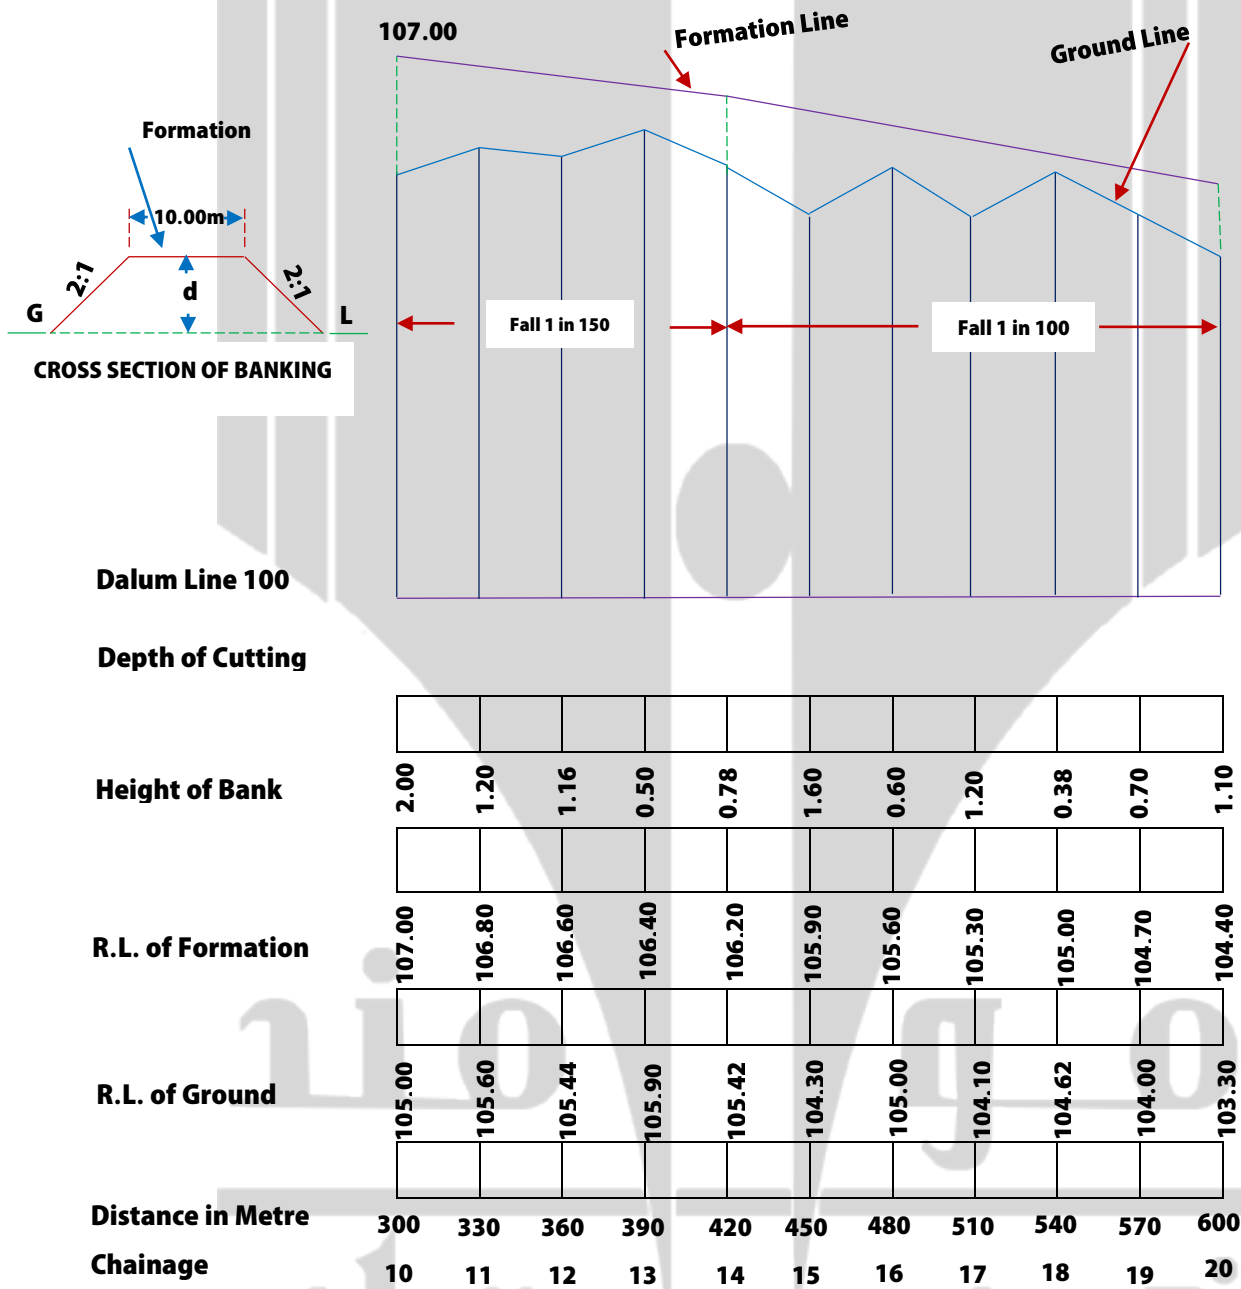 107.00
Formation Line
Ground Line
Formation
10.00m
2:1
d
2:1
G
L
CROSS SECTION OF BANKING
Fall 1 in 150
Fall 1 in 100
Dalum Line 100
Depth of Cutting
Height of Bank 2.00 1.20 1.16 0.50 0.78 1.60 0.60 1.20 0.38 0.70 1.10
R.L. of Formation 107.00 106.80 106.60 106.40 106.20 105.90 105.60 105.30 105.00 104.70 104.40
R.L. of Ground 105.00 105.60 105.44 105.90 105.42 104.30 105.00 104.10 104.62 104.00 103.30
Distance in Metre 300 330 360 390 420 450 480 510 540 570 600
Chainage 10 11 12 13 14 15 16 17 18 19 20